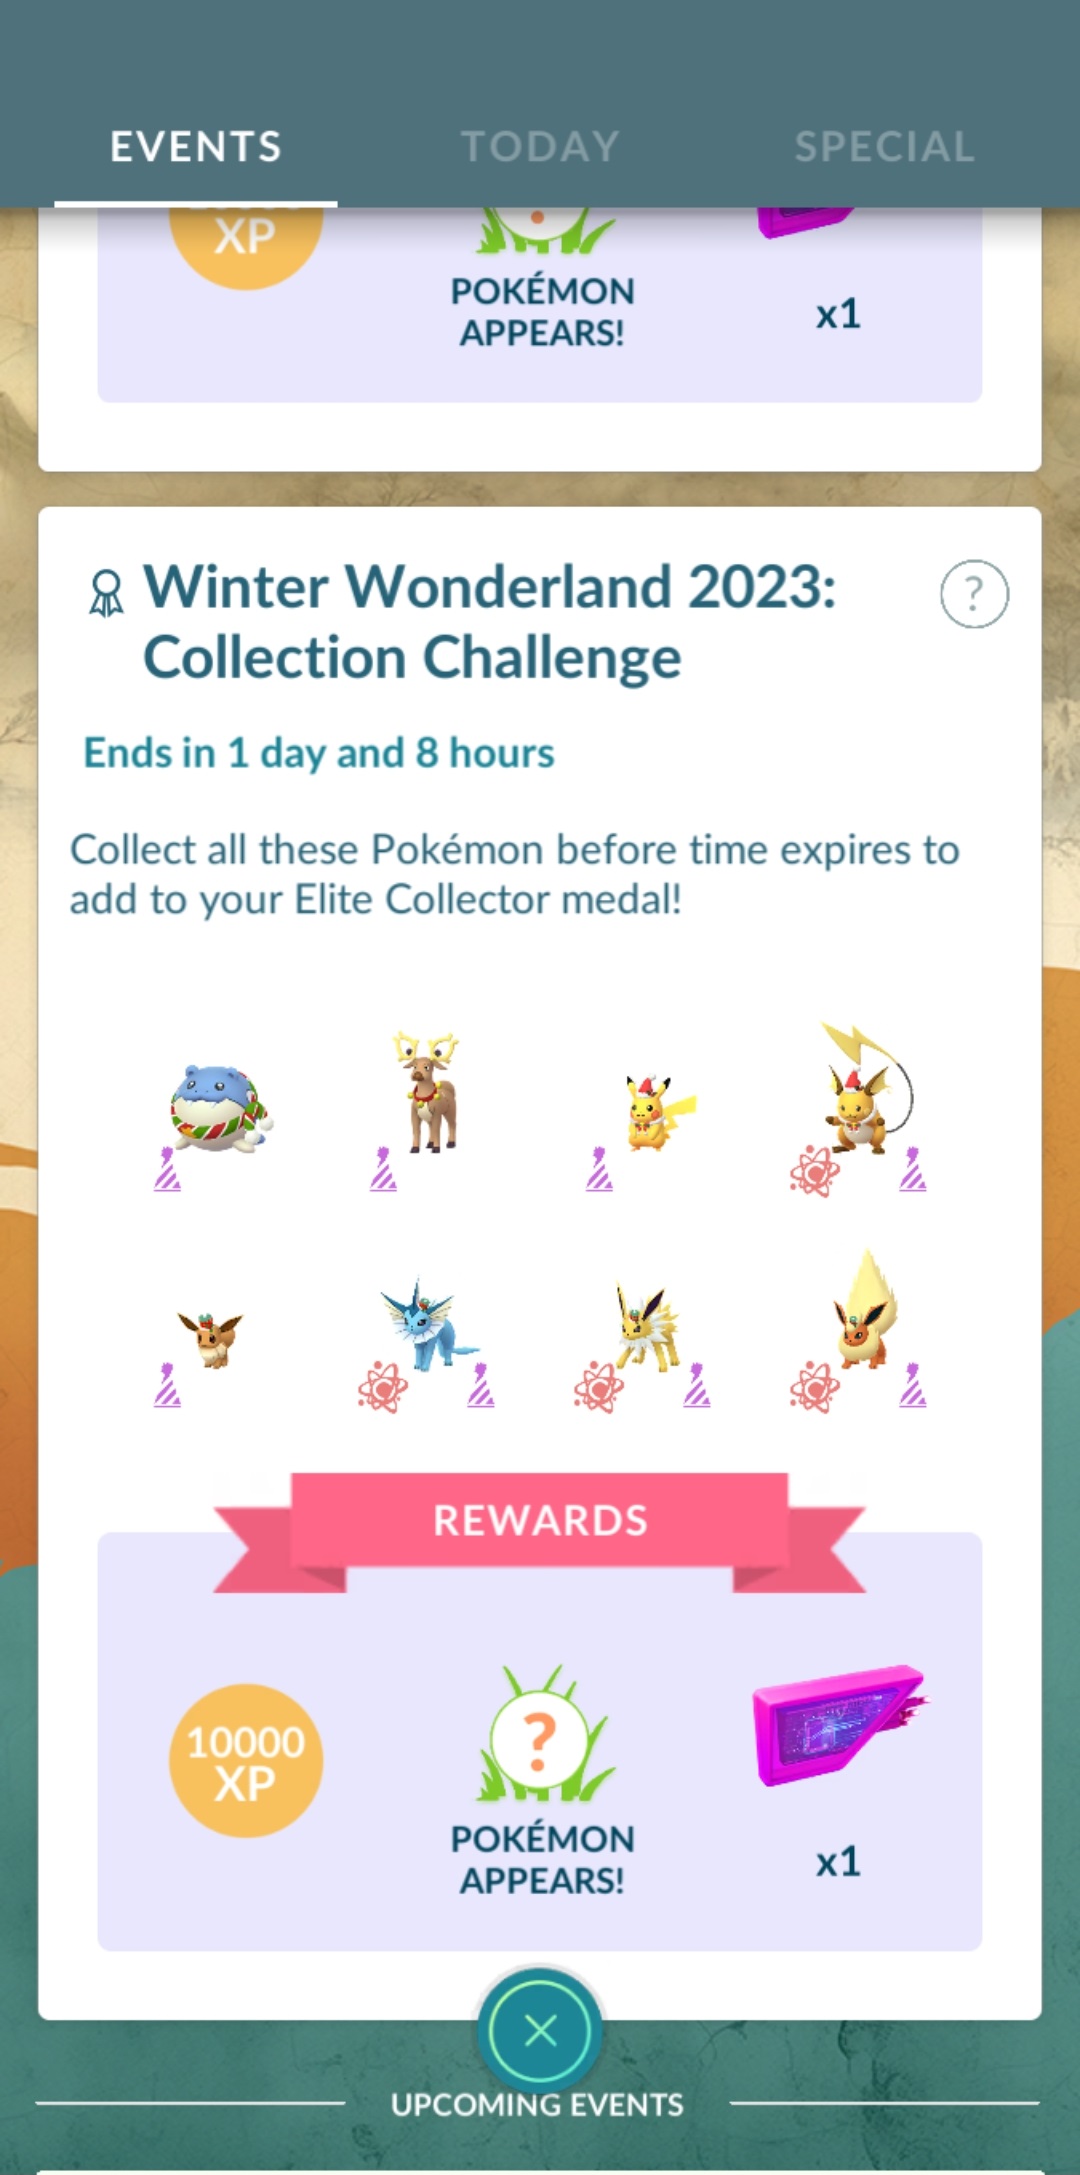 EVENTS
TODAY
SPECIAL
XP
POKÉMON
APPEARS!
x1
Winter Wonderland 2023:
Collection Challenge
?
Ends in 1 day and 8 hours
Collect all these Pokémon before time expires to
add to your Elite Collector medal!
REWARDS
10000
XP
?
POKÉMON
APPEARS!
x1
UPCOMING EVENTS